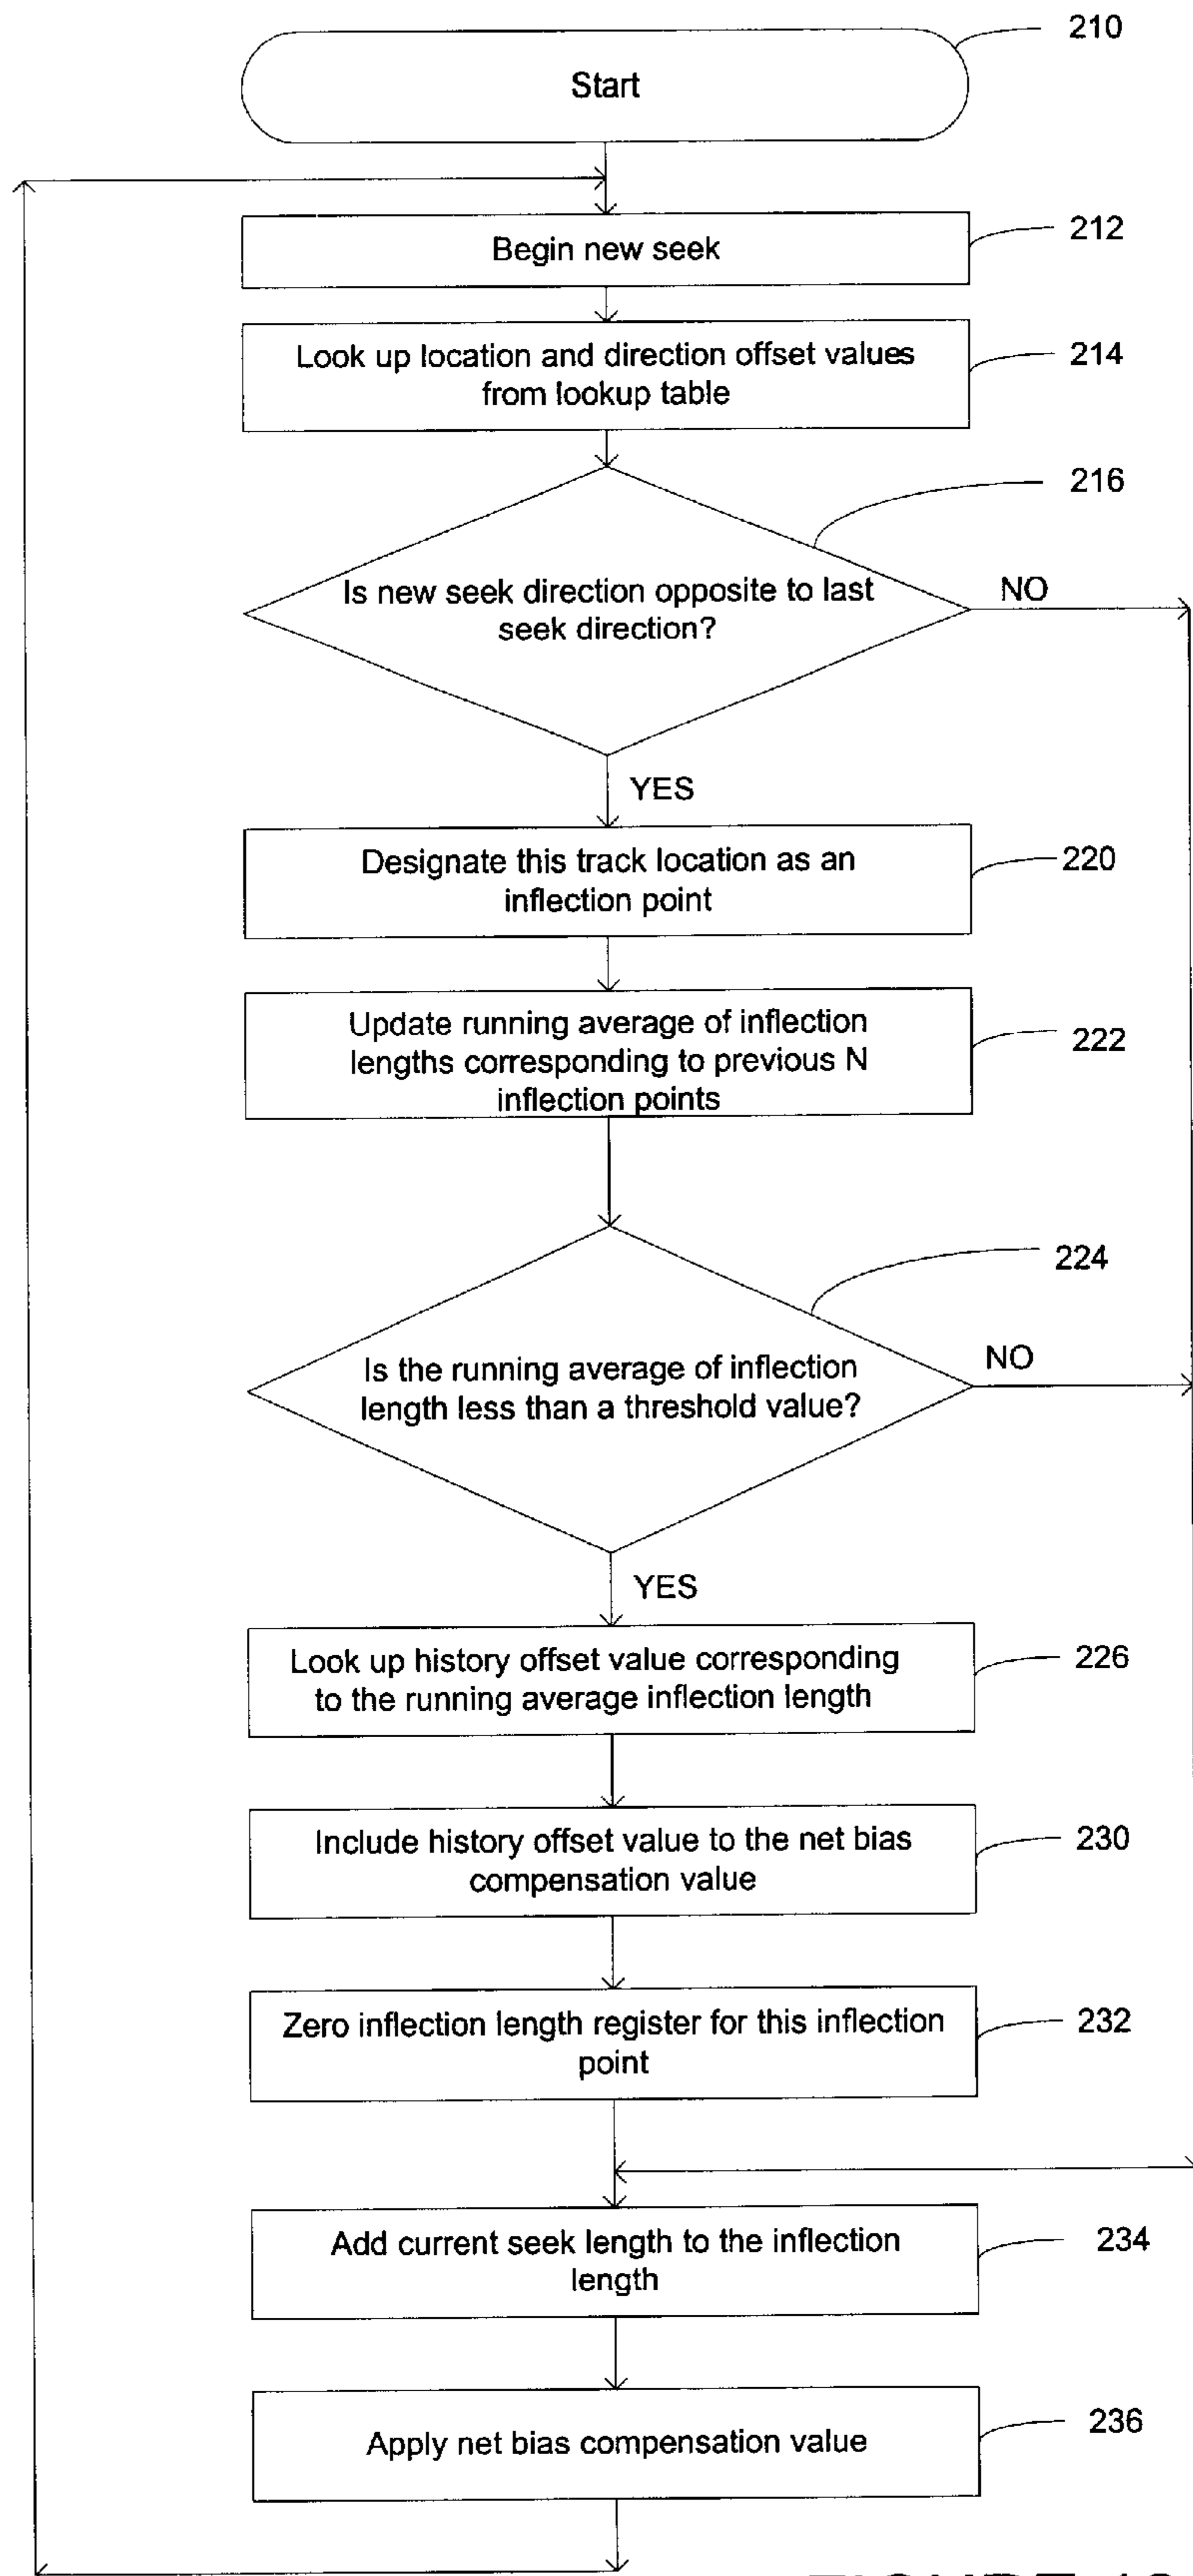 210
Start
212
Begin new seek
214
Look up location and direction offset values
from lookup table
216
Is new seek direction opposite to last
seek direction?
NO
YES
220
Designate this track location as an
inflection point
222
Update running average of inflection
lengths corresponding to previous N
inflection points
224
Is the running average of inflection
length less than a threshold value?
NO
YES
226
Look up history offset value corresponding
to the running average inflection length
230
Include history offset value to the net bias
compensation value
232
Zero inflection length register for this inflection
point
234
Add current seek length to the inflection
length
236
Apply net bias compensation value